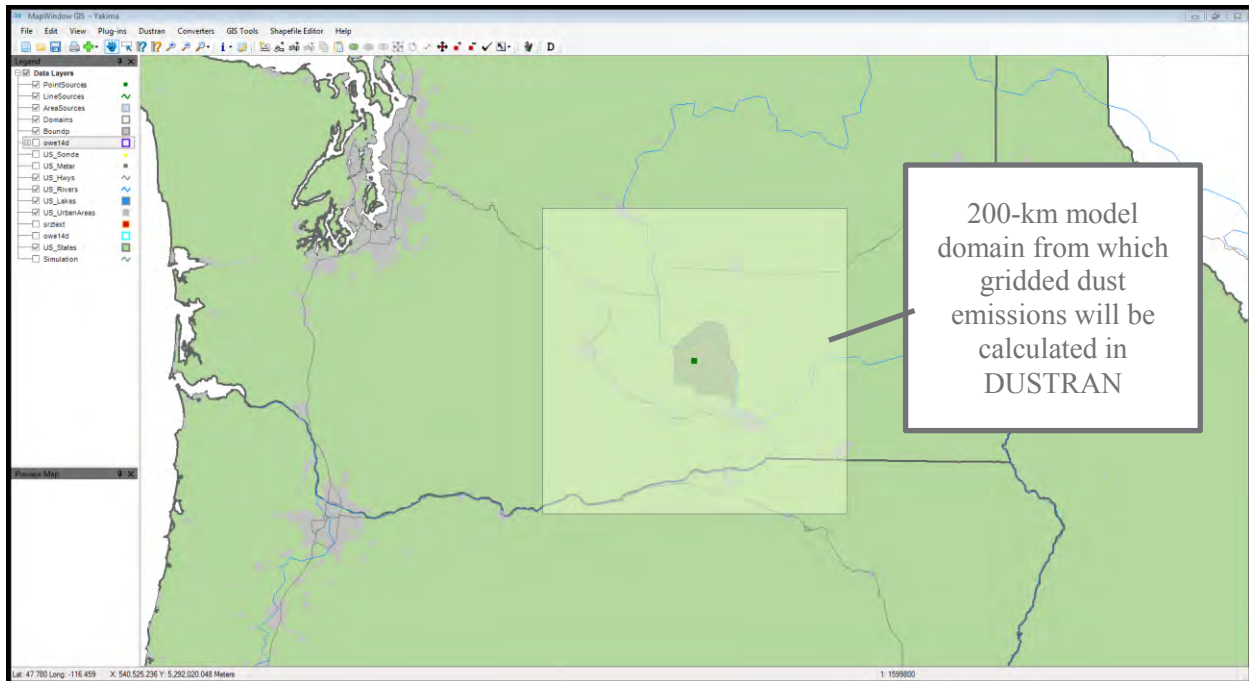 MapWindow GIS - Yakima
File Edit View Plug-ins Dustran Converters GIS Tools Shapefile Editor Help
D
Legend
Data Layers
PointSources
LineSources
AreaSources
Domains
Boundp
owe14d
US_Sonde
US_Metar
US_Hwys
US_Rivers
US_Lakes
US_UrbanAreas
srztext
owe14d
US_States
Simulation
200-km model
domain from which
gridded dust
emissions will be
calculated in
DUSTRAN
Preview Map
Lat: 47.780 Long: -116.459 X: 540,525.236 Y: 5,292,020.048 Meters 1: 1599800